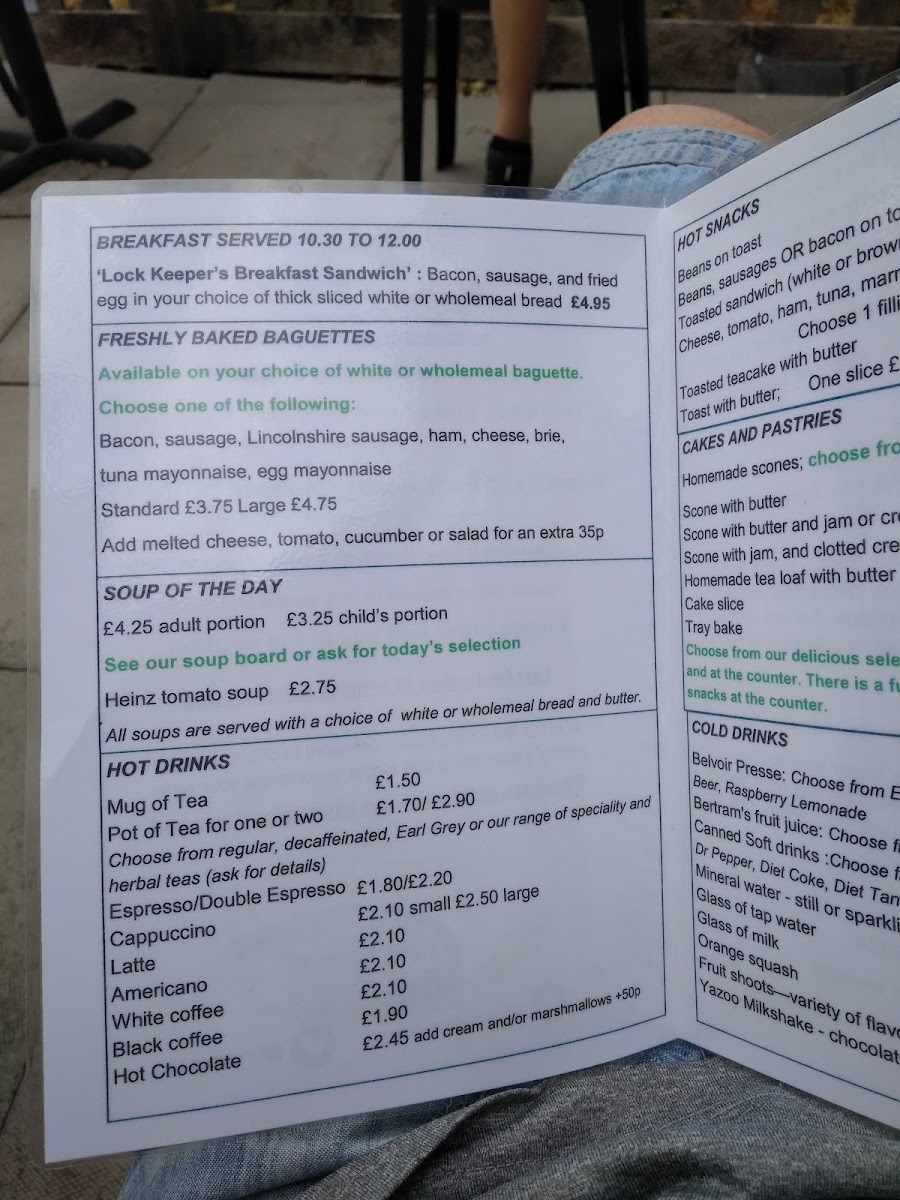 BREAKFAST SERVED 10.30 TO 12.00
'Lock Keeper's Breakfast Sandwich' : Bacon, sausage, and fried
egg in your choice of thick sliced white or wholemeal bread £4.95
FRESHLY BAKED BAGUETTES
Available on your choice of white or wholemeal baguette.
Choose one of the following:
Bacon, sausage, Lincolnshire sausage, ham, cheese, brie,
tuna mayonnaise, egg mayonnaise
Standard £3.75 Large £4.75
Add melted cheese, tomato, cucumber or salad for an extra 35p
SOUP OF THE DAY
£4.25 adult portion £3.25 child's portion
See our soup board or ask for today's selection
Heinz tomato soup £2.75
All soups are served with a choice of white or wholemeal bread and butter.
HOT DRINKS
Mug of Tea £1.50
Pot of Tea for one or two £1.70/ £2.90
Choose from regular, decaffeinated, Earl Grey or our range of speciality and
herbal teas (ask for details)
Espresso/Double Espresso £1.80/£2.20
Cappuccino £2.10 small £2.50 large
Latte £2.10
Americano £2.10
White coffee £2.10
Black coffee £1.90
Hot Chocolate £2.45 add cream and/or marshmallows +50p
HOT SNACKS
Beans on toast
Beans, sausages OR bacon on
Toasted sandwich (white or
Cheese, tomato, ham, tuna,
Choose 1
Toasted teacake with butter
Toast with butter; One slice £
CAKES AND PASTRIES
Homemade scones; choose
Scone with butter
Scone with butter and jam or
Scone with jam, and clotted
Homemade tea loaf with butter
Cake slice
Tray bake
Choose from our delicious
and at the counter. There is a
snacks at the counter.
COLD DRINKS
Belvoir Presse: Choose from
Beer, Raspberry Lemonade
Bertram's fruit juice: Choose
Canned Soft drinks :Choose
Dr Pepper, Diet Coke, Diet
Mineral water - still or
Glass of tap water
Glass of milk
Orange squash
Fruit shoots—variety of
Yazoo Milkshake -